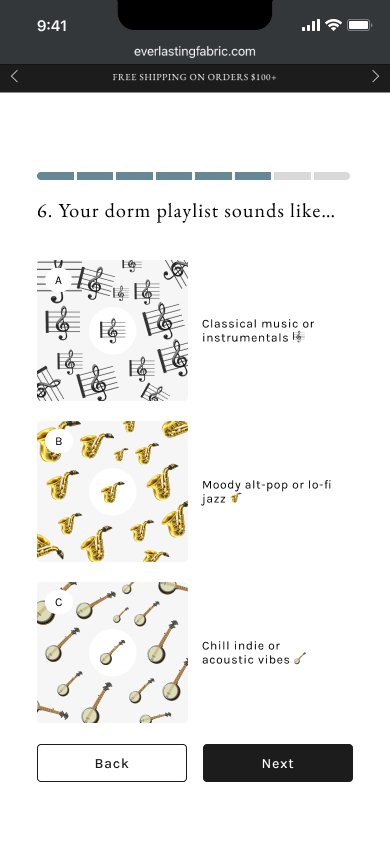 9:41
everlastingfabric.com
FREE SHIPPING ON ORDERS $100+
6. Your dorm playlist sounds like...
A
Classical music or
instrumentals 🎼
B
Moody alt-pop or lo-fi
jazz 🎷
C
Chill indie or
acoustic vibes 🪕
Back
Next